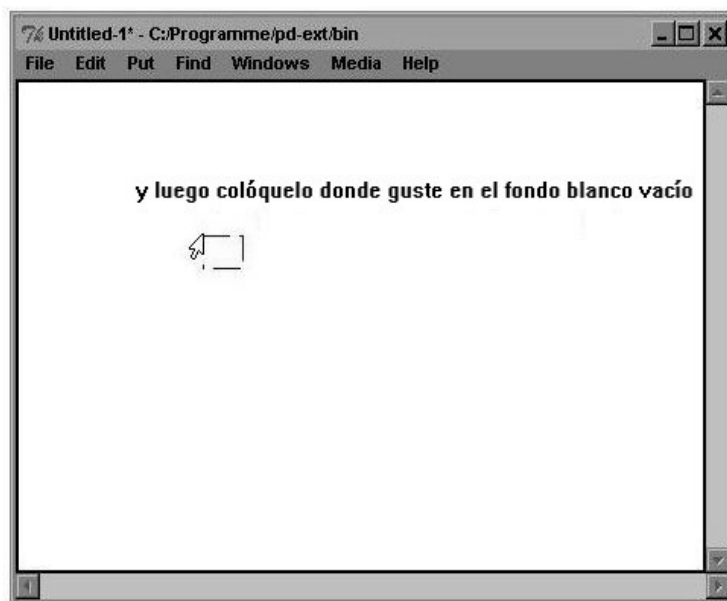 Untitled-1* - C:/Programme/pd-ext/bin
File Edit Put Find Windows Media Help
y luego colóquelo donde guste en el fondo blanco vacío